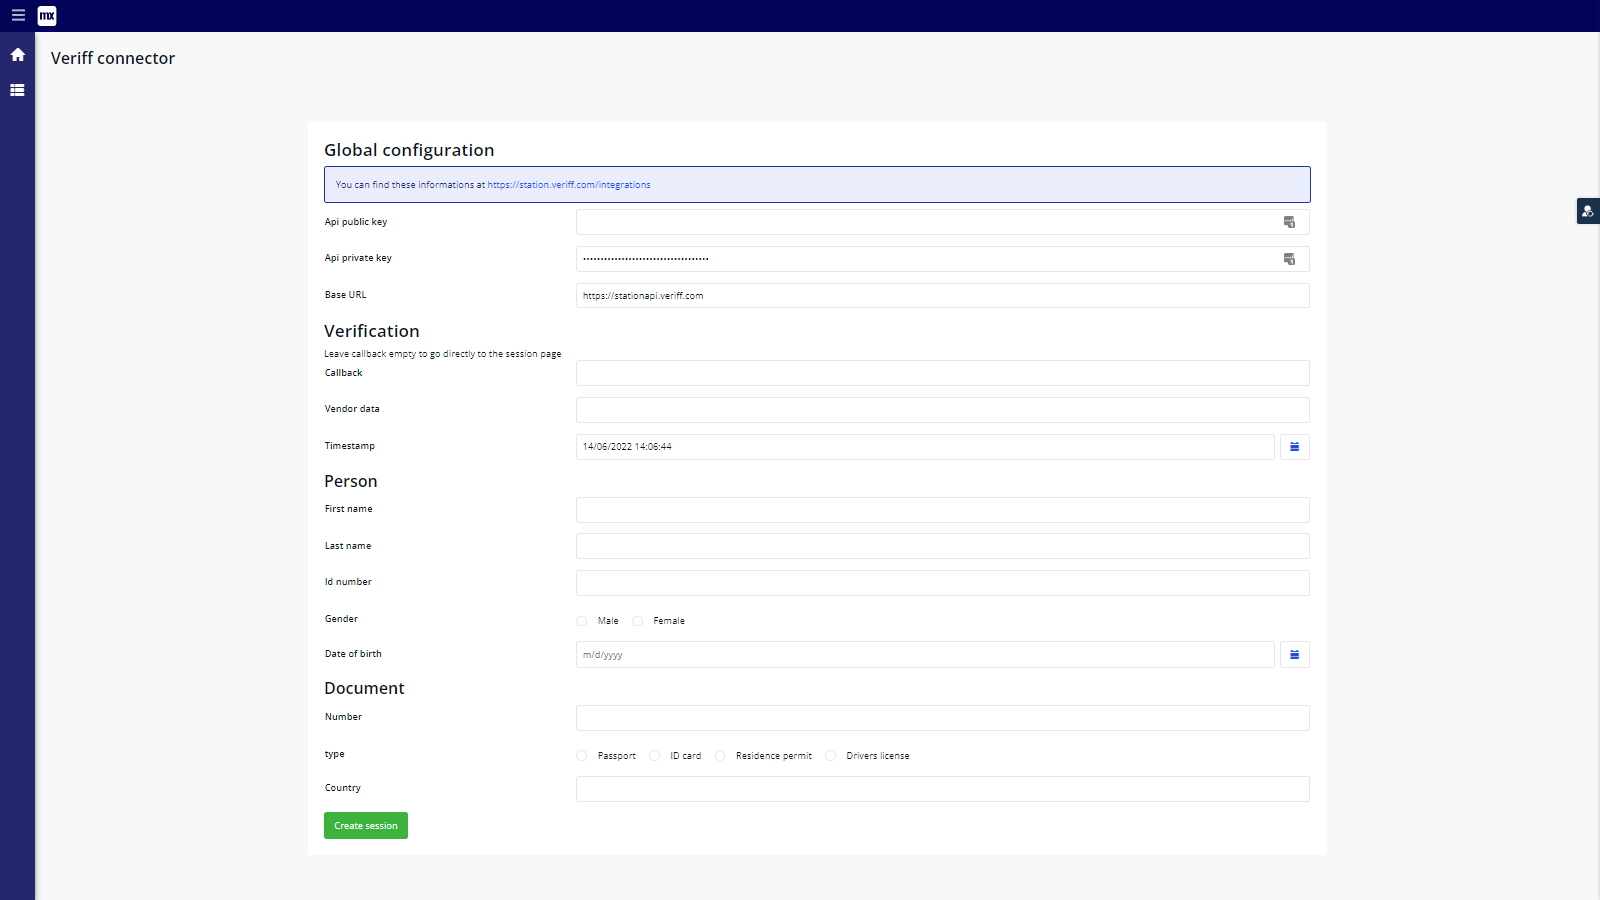 mx
Veriff connector
Global configuration
You can find these informations at https://station.veriff.com/integrations
Api public key
Api private key ••••••••••••••••••••••••••••••••••••
Base URL https://stationapi.veriff.com
Verification
Leave callback empty to go directly to the session page
Callback
Vendor data
Timestamp 14/06/2022 14:06:44
Person
First name
Last name
Id number
Gender Male Female
Date of birth m/d/yyyy
Document
Number
type Passport ID card Residence permit Drivers license
Country
Create session